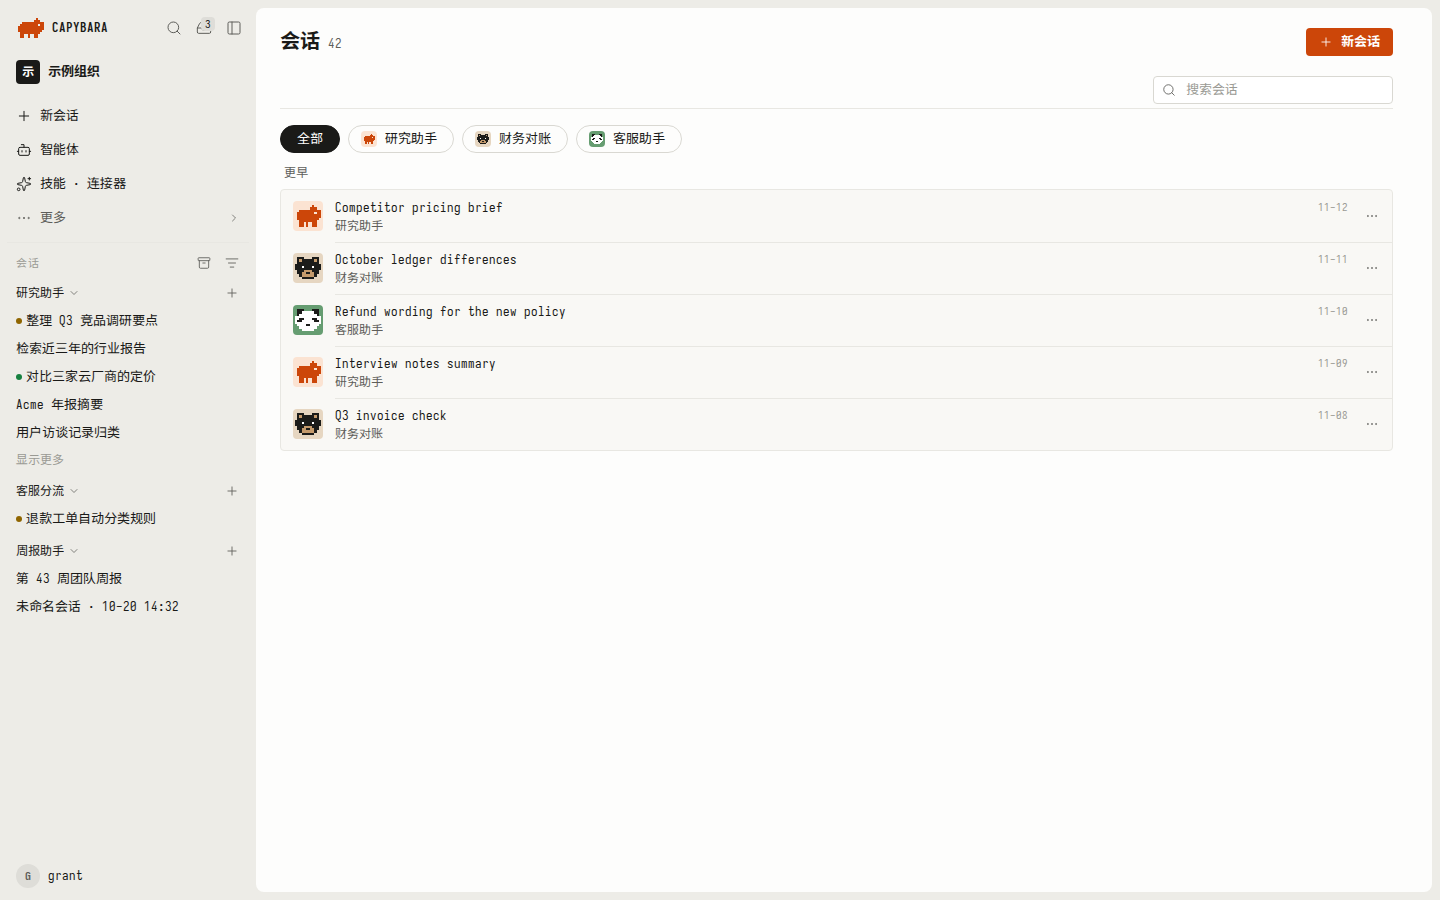 CAPYBARA
3
示 示例组织
新会话
智能体
技能 · 连接器
更多
会话
研究助手
整理 Q3 竞品调研要点
检索近三年的行业报告
对比三家云厂商的定价
Acme 年报摘要
用户访谈记录归类
显示更多
客服分流
退款工单自动分类规则
周报助手
第 43 周团队周报
未命名会话 · 10-20 14:32
G grant
会话 42
新会话
搜索会话
全部 研究助手 财务对账 客服助手
更早
Competitor pricing brief 11-12
研究助手
October ledger differences 11-11
财务对账
Refund wording for the new policy 11-10
客服助手
Interview notes summary 11-09
研究助手
Q3 invoice check 11-08
财务对账